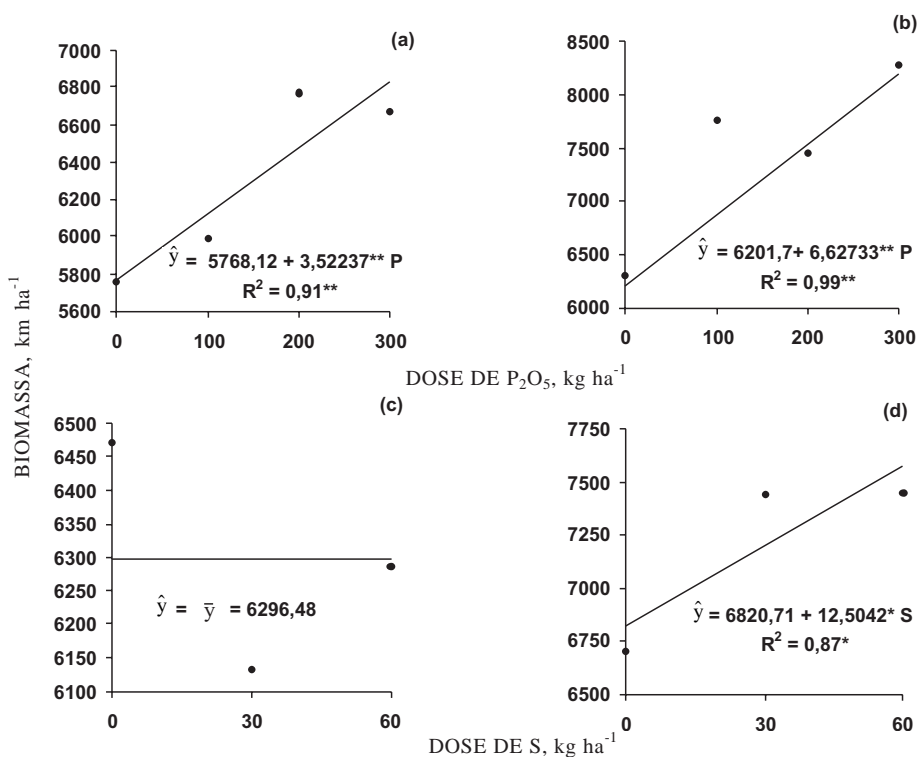 (a)
7000
6800
6600
6400
6200
6000
5800
5600
0 100 200 300
ŷ = 5768,12 + 3,52237** P
R² = 0,91**
(b)
8500
8000
7500
7000
6500
6000
0 100 200 300
ŷ = 6201,7+ 6,62733** P
R² = 0,99**
DOSE DE P₂O₅, kg ha⁻¹
BIOMASSA, km ha⁻¹
(c)
6500
6450
6400
6350
6300
6250
6200
6150
6100
0 30 60
ŷ = ȳ = 6296,48
(d)
7750
7500
7250
7000
6750
6500
0 30 60
ŷ = 6820,71 + 12,5042* S
R² = 0,87*
DOSE DE S, kg ha⁻¹